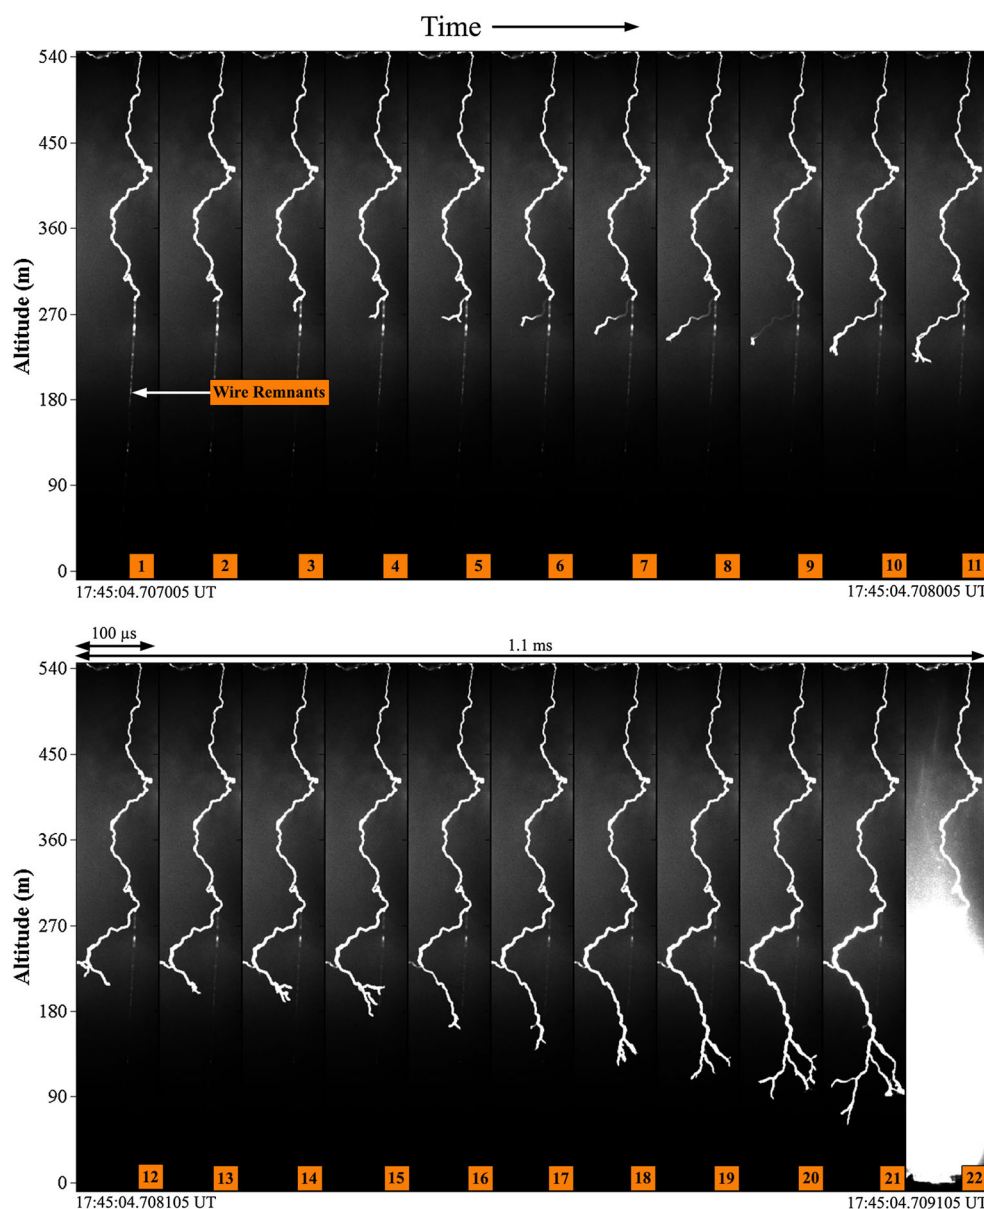 Time
540
450
360
270
180
90
0
Altitude (m)
Wire Remnants
1 2 3 4 5 6 7 8 9 10 11
17:45:04.707005 UT 17:45:04.708005 UT
100 µs
1.1 ms
540
450
360
270
180
90
0
Altitude (m)
12 13 14 15 16 17 18 19 20 21 22
17:45:04.708105 UT 17:45:04.709105 UT